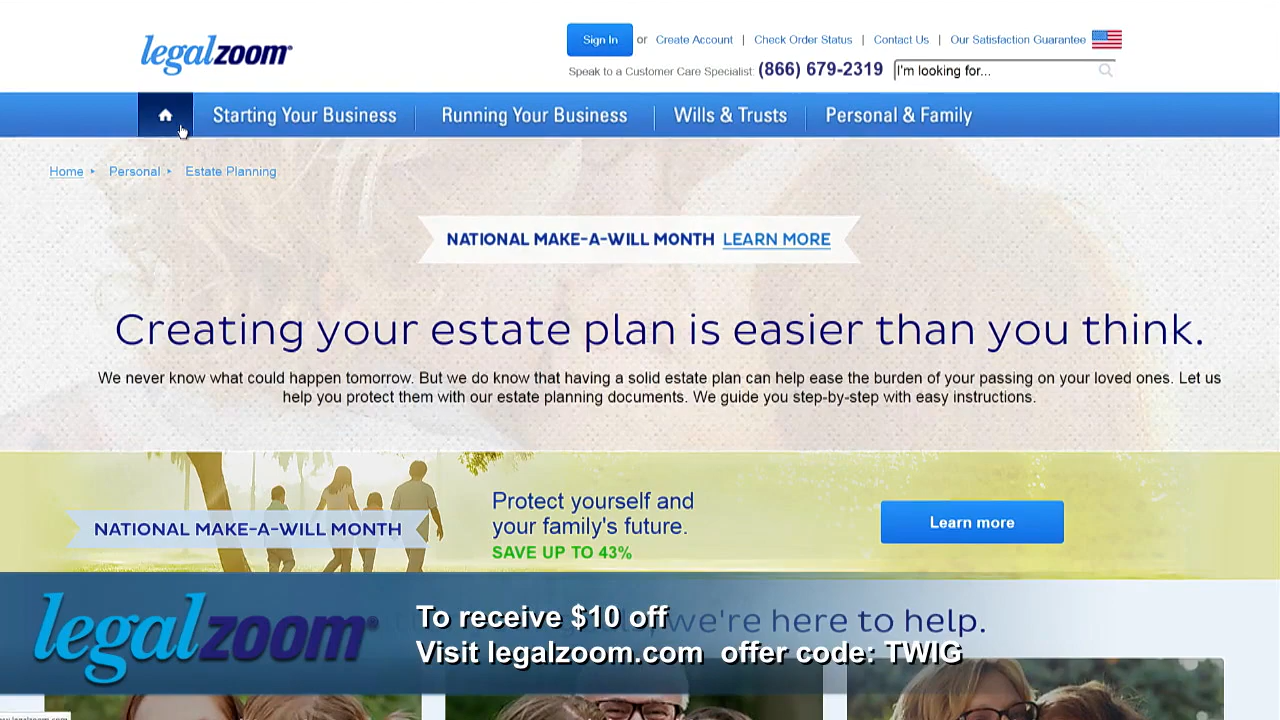 legalzoom®
Sign In or Create Account | Check Order Status | Contact Us | Our Satisfaction Guarantee
Speak to a Customer Care Specialist: (866) 679-2319 I'm looking for...
Starting Your Business | Running Your Business | Wills & Trusts | Personal & Family
Home Personal Estate Planning
NATIONAL MAKE-A-WILL MONTH LEARN MORE
Creating your estate plan is easier than you think.
We never know what could happen tomorrow. But we do know that having a solid estate plan can help ease the burden of your passing on your loved ones. Let us
help you protect them with our estate planning documents. We guide you step-by-step with easy instructions.
NATIONAL MAKE-A-WILL MONTH
Protect yourself and
your family's future.
SAVE UP TO 43%
Learn more
we're here to help.
legalzoom®
To receive $10 off
Visit legalzoom.com offer code: TWIG